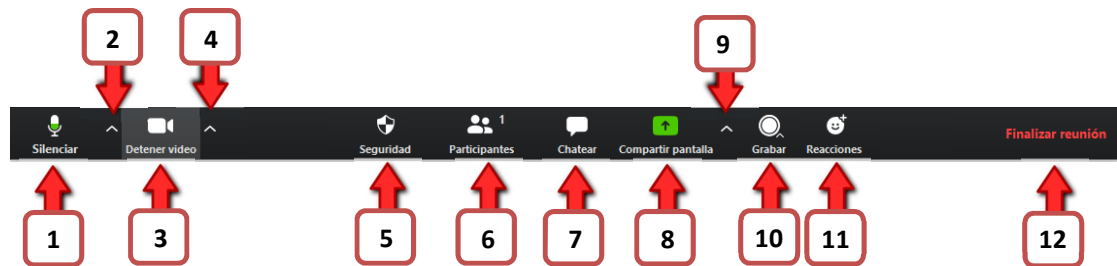 2 4 9
1
Silenciar Detener video Seguridad Participantes Chatear Compartir pantalla Grabar Reacciones Finalizar reunión
1 3 5 6 7 8 10 11 12